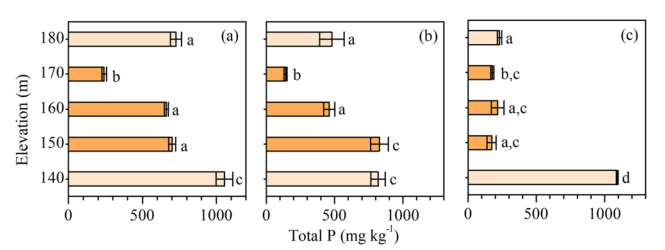 180 a (a) a (b) a (c)
170 b b b,c
160 a a a,c
150 a c a,c
140 c c d
0 500 1000 0 500 1000 0 500 1000
Elevation (m)
Total P (mg kg⁻¹)